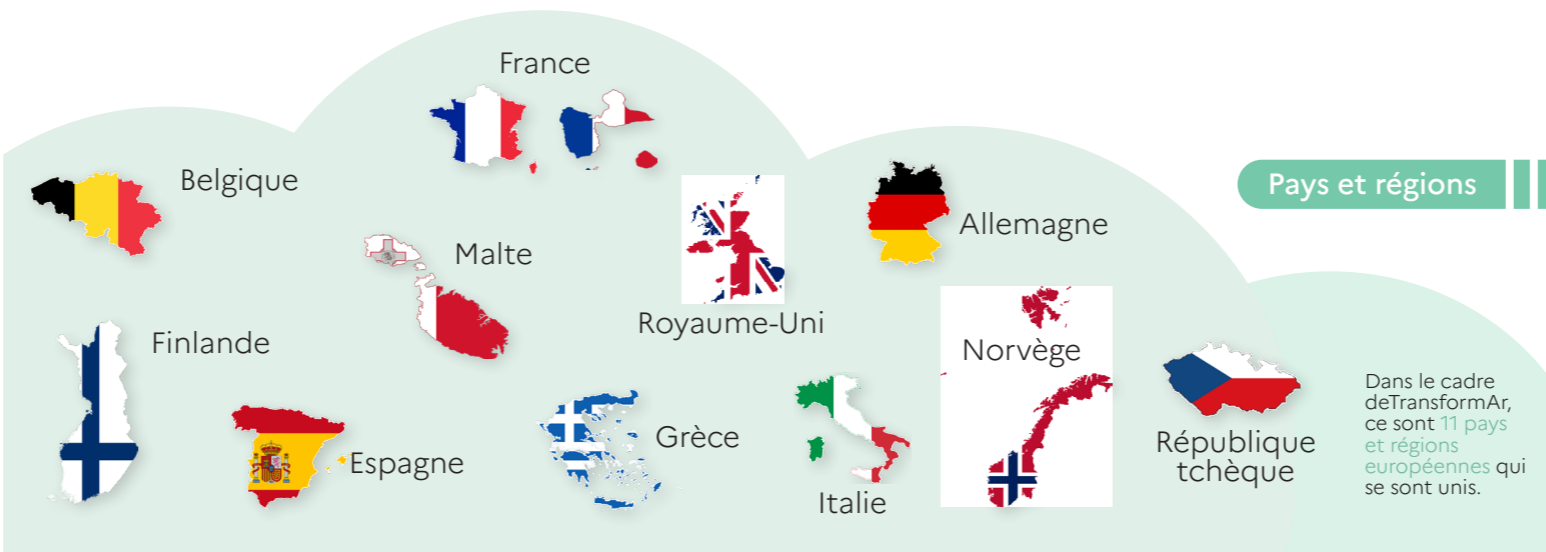 France
Belgique
Pays et régions
Allemagne
Malte
Royaume-Uni
Finlande
Norvège
Grèce
Espagne
Italie
République
tchèque
Dans le cadre
deTransformAr,
ce sont 11 pays
et régions
européennes qui
se sont unis.